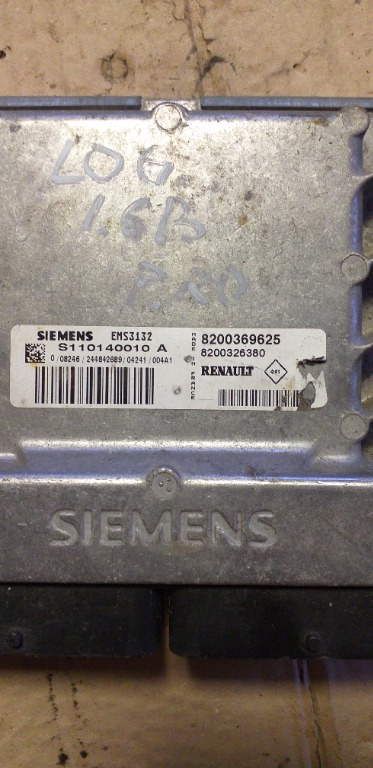 LOG
1.6B
SIEMENS EMS3132
S110140010 A
0/08246/244842689/04241/004A1
MADE IN FRANCE
8200369625
8200326380
RENAULT
SIEMENS